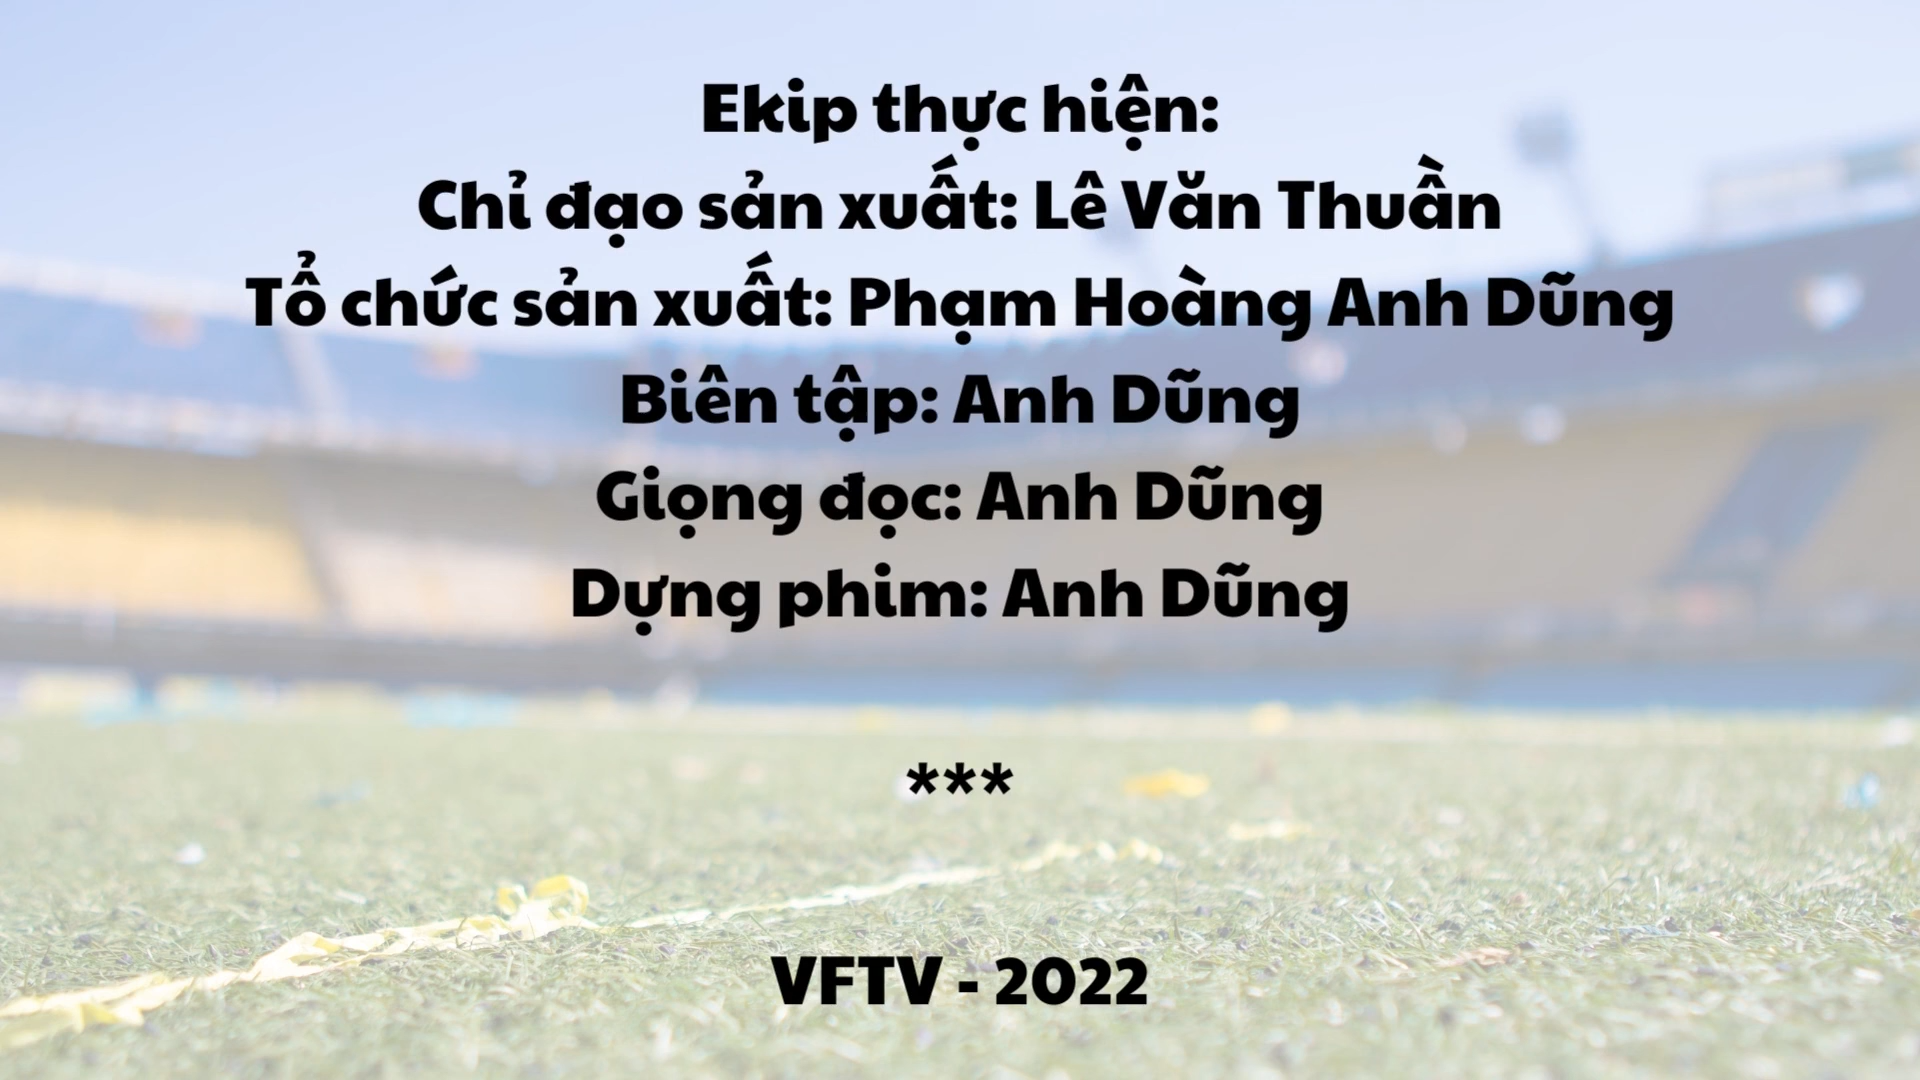 Ekip thực hiện:
Chỉ đạo sản xuất: Lê Văn Thuần
Tổ chức sản xuất: Phạm Hoàng Anh Dũng
Biên tập: Anh Dũng
Giọng đọc: Anh Dũng
Dựng phim: Anh Dũng
***
VFTV - 2022